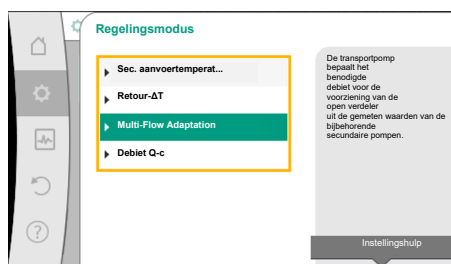 Regelingsmodus
Sec. aanvoertemperat...
Retour-ΔT
Multi-Flow Adaptation
Debiet Q-c
De transportpomp
bepaalt het
benodigde
debiet voor de
voorziening van de
open verdeler
uit de gemeten waarden van de
bijbehorende
secundaire pompen.
Instellingshulp